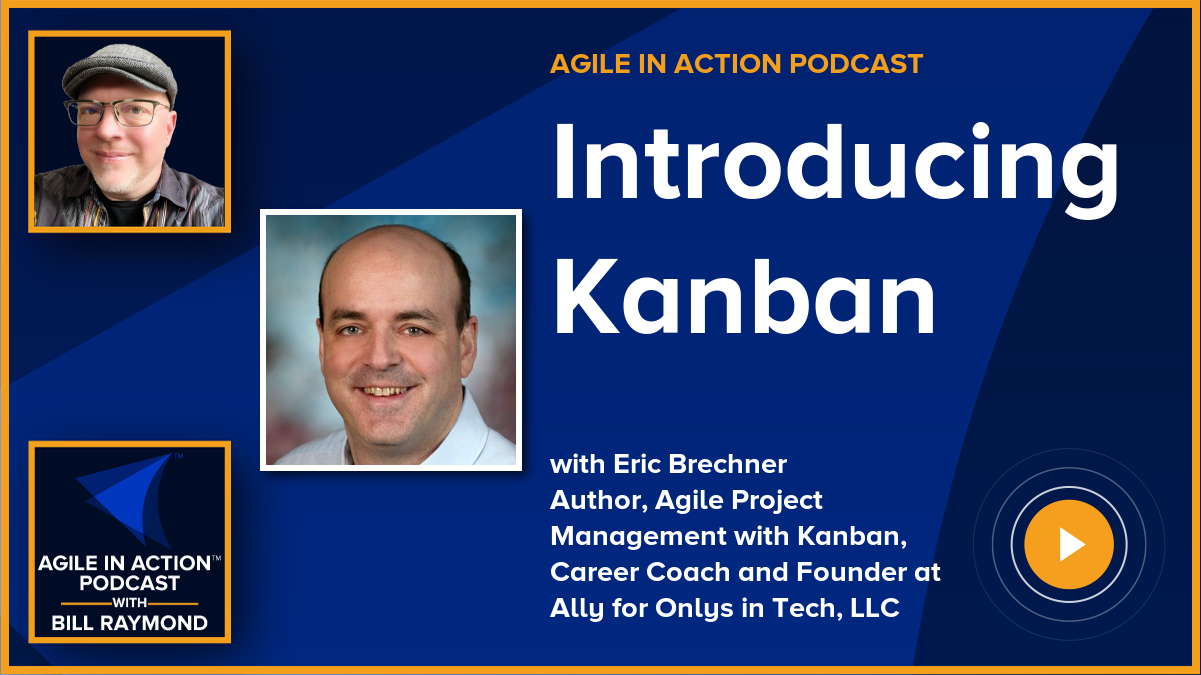 AGILE IN ACTION PODCAST
Introducing
Kanban
with Eric Brechner
Author, Agile Project
Management with Kanban,
Career Coach and Founder at
Ally for Onlys in Tech, LLC
TM
AGILE IN ACTION™
PODCAST
WITH
BILL RAYMOND